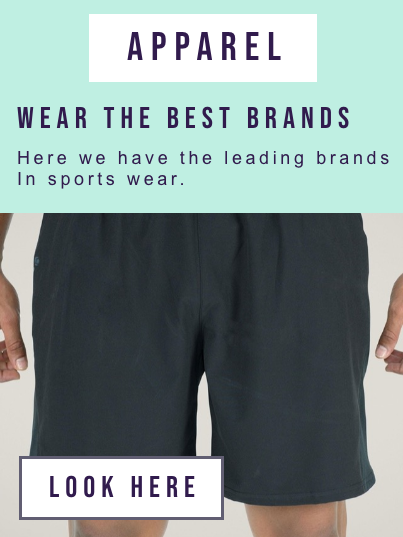 APPAREL
WEAR THE BEST BRANDS
Here we have the leading brands
In sports wear.
LOOK HERE